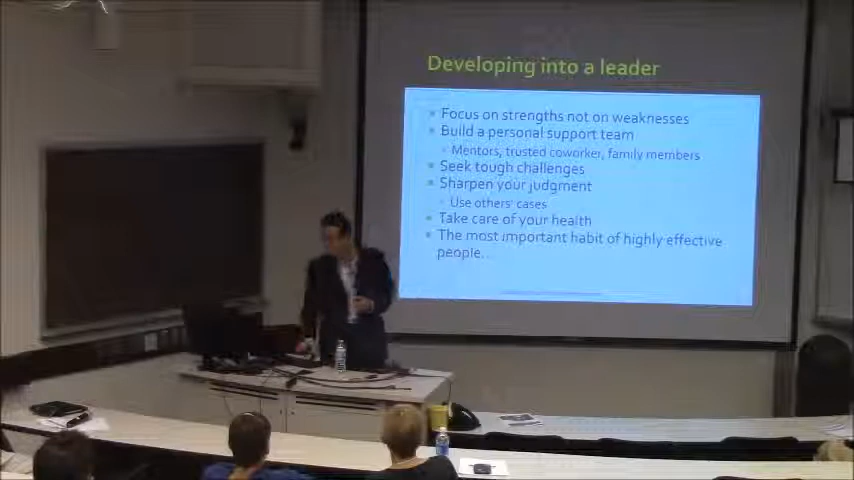 Developing into a leader
Focus on strengths not on weaknesses
Build a personal support team
Mentors, trusted coworker, family members
Seek tough challenges
Sharpen your judgment
Use others' cases
Take care of your health
The most important habit of highly effective
people...